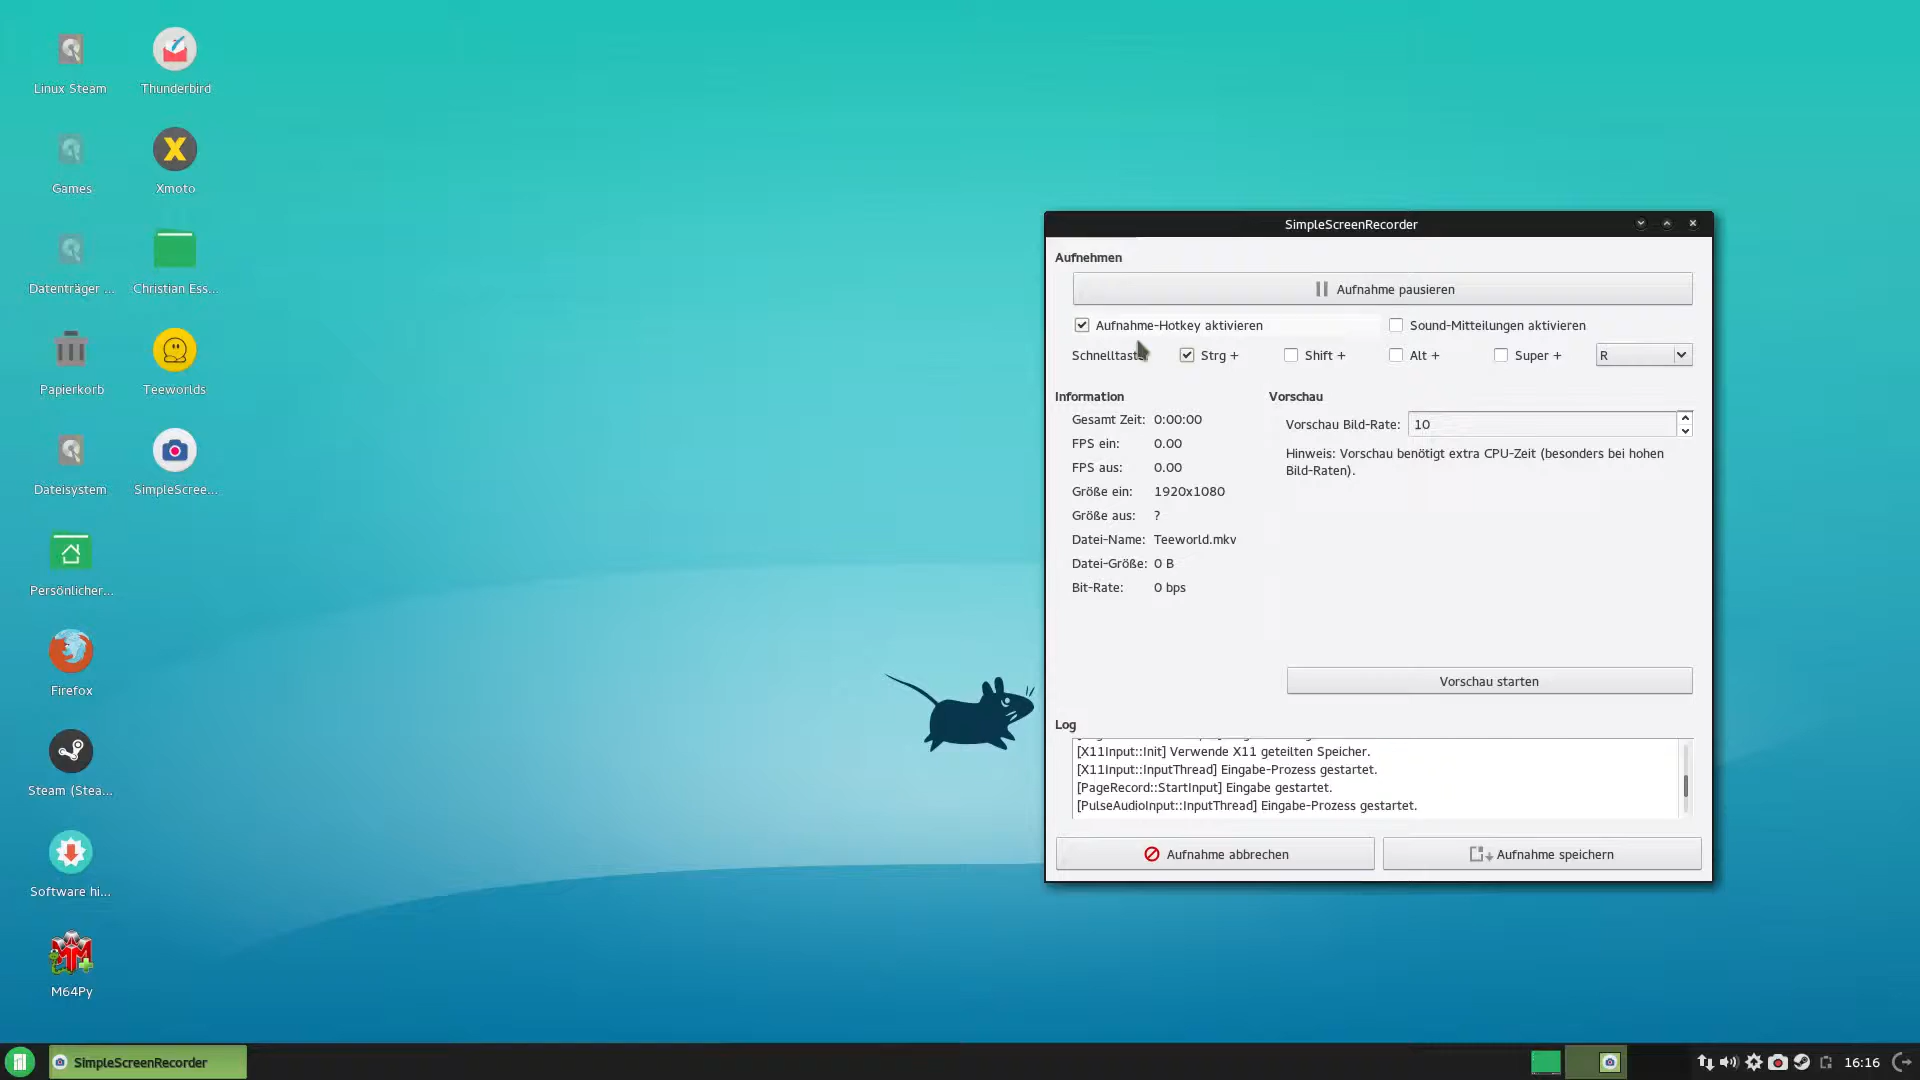 Linux Steam
Thunderbird
Games
Xmoto
Datenträger ...
Christian Ess...
Papierkorb
Teeworlds
Dateisystem
SimpleScree...
Persönlicher...
Firefox
Steam (Stea...
Software hi...
M64Py
SimpleScreenRecorder
Aufnehmen
Aufnahme pausieren
Aufnahme-Hotkey aktivieren
Sound-Mitteilungen aktivieren
Strg +
Shift +
Alt +
Super +
R
Information
Gesamt Zeit: 0:00:00
FPS ein: 0.00
FPS aus: 0.00
Größe ein: 1920x1080
Größe aus: ?
Datei-Name: Teeworld.mkv
Datei-Größe: 0 B
Bit-Rate: 0 bps
Vorschau
Vorschau Bild-Rate: 10
Hinweis: Vorschau benötigt extra CPU-Zeit (besonders bei hohen
Bild-Raten).
Vorschau starten
Log
[X11Input::Init] Verwende X11 geteilten Speicher.
[X11Input::InputThread] Eingabe-Prozess gestartet.
[PageRecord::StartInput] Eingabe gestartet.
[PulseAudioInput::InputThread] Eingabe-Prozess gestartet.
Aufnahme abbrechen
Aufnahme speichern
SimpleScreenRecorder
16:16